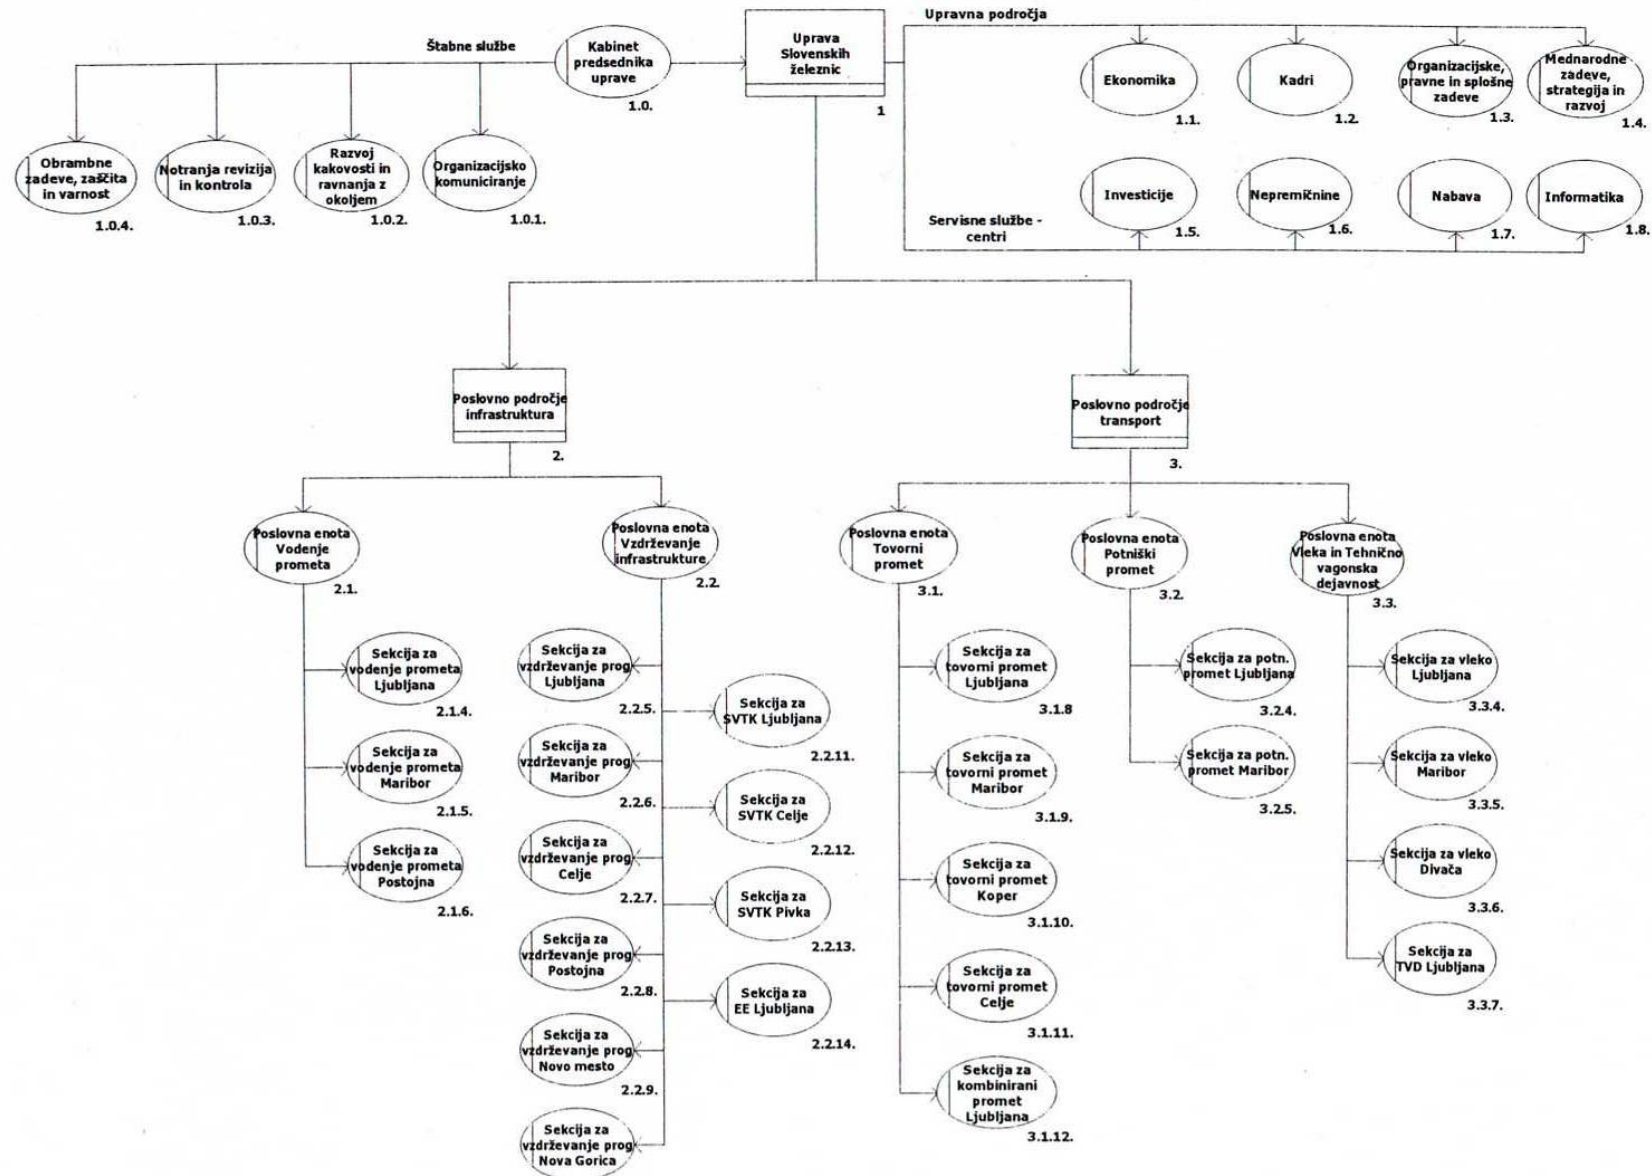 Upravna področja
Štabne službe
Kabinet
predsednika
uprave
1.0.
Uprava
Slovenskih
železnic
1
Ekonomika
1.1.
Kadri
1.2.
Organizacijske,
pravne in splošne
zadeve
1.3.
Mednarodne
zadeve,
strategija in
razvoj
1.4.
Obrambne
zadeve, zaščita
in varnost
1.0.4.
Notranja revizija
in kontrola
1.0.3.
Razvoj
kakovosti in
ravnanja z
okoljem
1.0.2.
Organizacijsko
komuniciranje
1.0.1.
Servisne službe -
centri
Investicije
1.5.
Nepremičnine
1.6.
Nabava
1.7.
Informatika
1.8.
Poslovno področje
infrastruktura
2.
Poslovno področje
transport
3.
Poslovna enota
Vodenje
prometa
2.1.
Poslovna enota
Vzdrževanje
infrastrukture
2.2.
Poslovna enota
Tovorni
promet
3.1.
Poslovna enota
Potniški
promet
3.2.
Poslovna enota
Vleka in Tehnično
vagonska
dejavnost
3.3.
Sekcija za
vodenje prometa
Ljubljana
2.1.4.
Sekcija za
vodenje prometa
Maribor
2.1.5.
Sekcija za
vodenje prometa
Postojna
2.1.6.
Sekcija za
vzdrževanje prog
Ljubljana
2.2.5.
Sekcija za
vzdrževanje prog
Maribor
2.2.6.
Sekcija za
vzdrževanje prog
Celje
2.2.7.
Sekcija za
vzdrževanje prog
Postojna
2.2.8.
Sekcija za
vzdrževanje prog
Novo mesto
2.2.9.
Sekcija za
vzdrževanje prog
Nova Gorica
Sekcija za
SVTK Ljubljana
2.2.11.
Sekcija za
SVTK Celje
2.2.12.
Sekcija za
SVTK Pivka
2.2.13.
Sekcija za
EE Ljubljana
2.2.14.
Sekcija za
tovorni promet
Ljubljana
3.1.8
Sekcija za
tovorni promet
Maribor
3.1.9.
Sekcija za
tovorni promet
Koper
3.1.10.
Sekcija za
tovorni promet
Celje
3.1.11.
Sekcija za
kombinirani
promet
Ljubljana
3.1.12.
Sekcija za potn.
promet Ljubljana
3.2.4.
Sekcija za potn.
promet Maribor
3.2.5.
Sekcija za vleko
Ljubljana
3.3.4.
Sekcija za vleko
Maribor
3.3.5.
Sekcija za vleko
Divača
3.3.6.
Sekcija za
TVD Ljubljana
3.3.7.